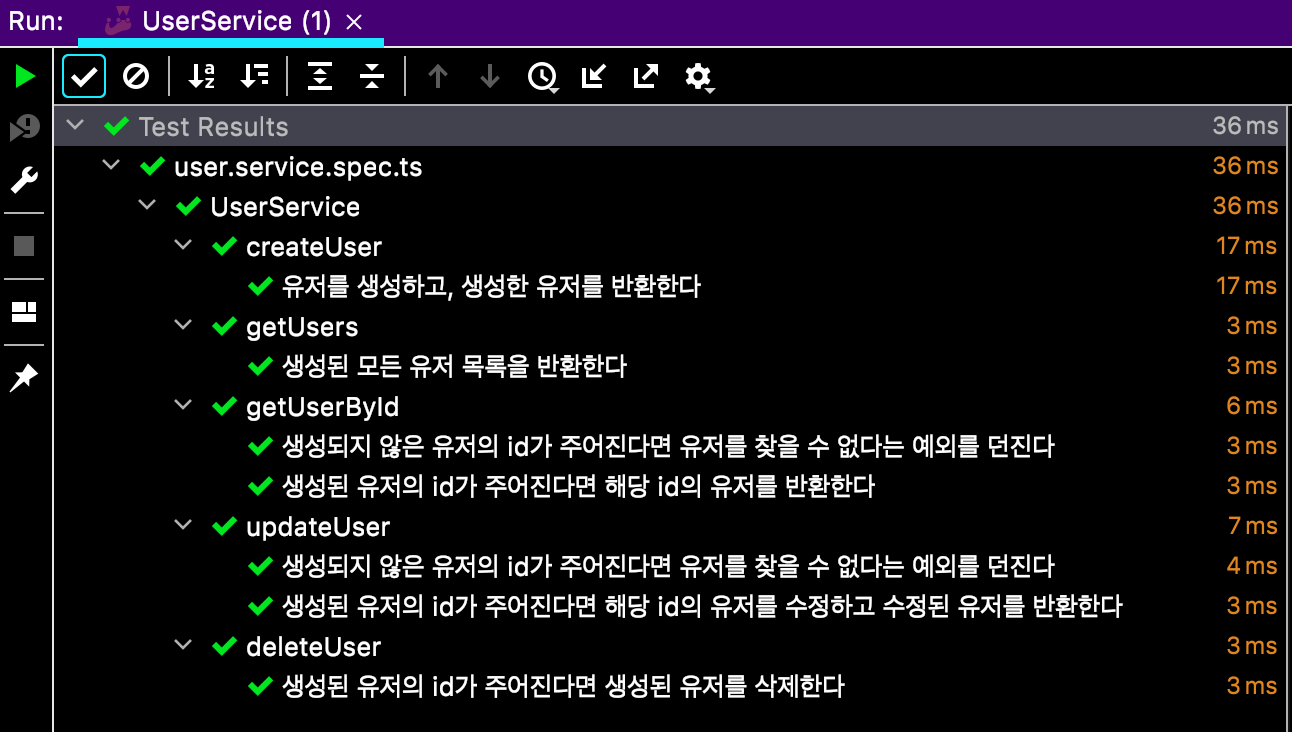 Run: UserService (1) ×
Test Results 36 ms
user.service.spec.ts 36 ms
UserService 36 ms
createUser 17 ms
유저를 생성하고, 생성한 유저를 반환한다 17 ms
getUsers 3 ms
생성된 모든 유저 목록을 반환한다 3 ms
getUserById 6 ms
생성되지 않은 유저의 id가 주어진다면 유저를 찾을 수 없다는 예외를 던진다 3 ms
생성된 유저의 id가 주어진다면 해당 id의 유저를 반환한다 3 ms
updateUser 7 ms
생성되지 않은 유저의 id가 주어진다면 유저를 찾을 수 없다는 예외를 던진다 4 ms
생성된 유저의 id가 주어진다면 해당 id의 유저를 수정하고 수정된 유저를 반환한다 3 ms
deleteUser 3 ms
생성된 유저의 id가 주어진다면 생성된 유저를 삭제한다 3 ms